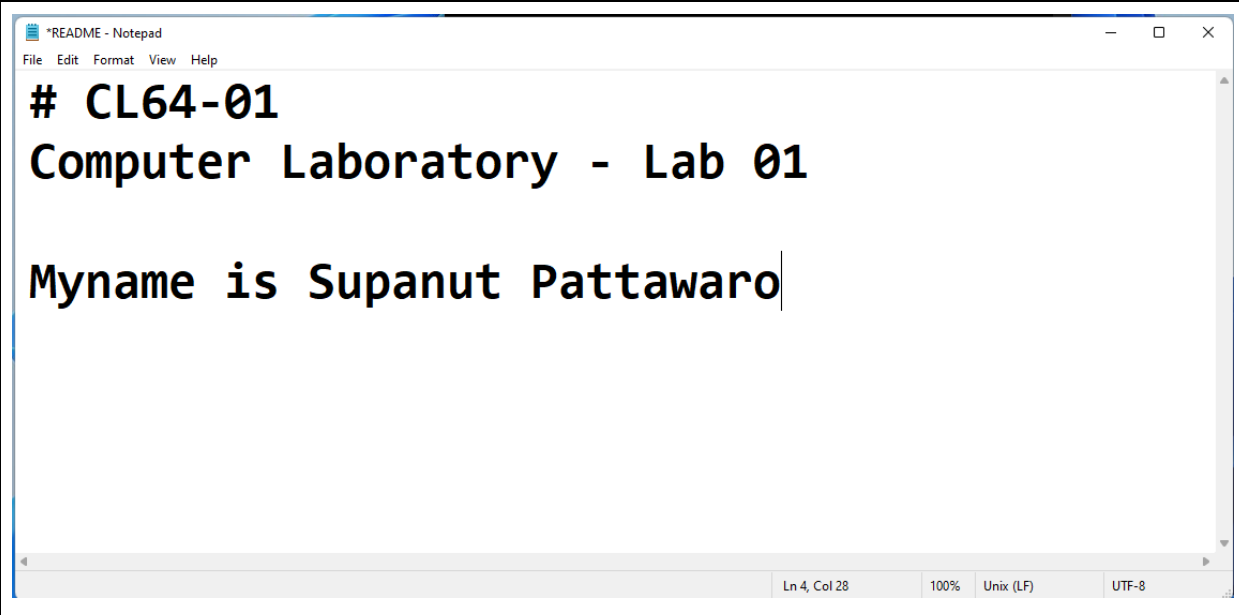 *README - Notepad
File Edit Format View Help
# CL64-01
Computer Laboratory - Lab 01
Myname is Supanut Pattawaro
Ln 4, Col 28 100% Unix (LF) UTF-8